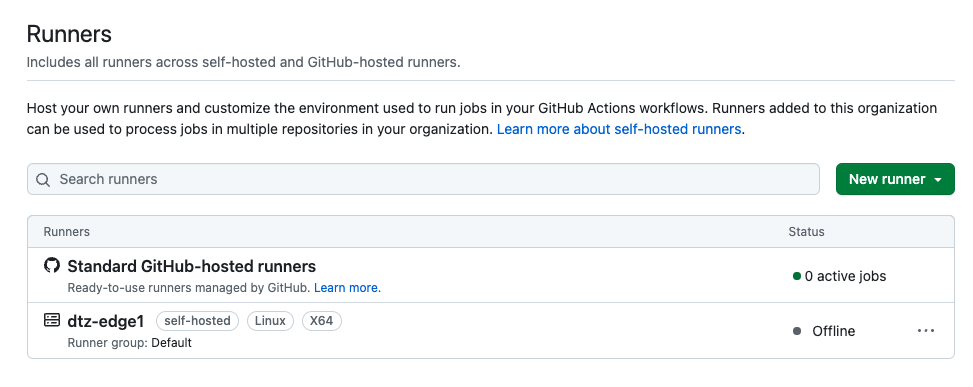 Runners
Includes all runners across self-hosted and GitHub-hosted runners.
Host your own runners and customize the environment used to run jobs in your GitHub Actions workflows. Runners added to this organization
can be used to process jobs in multiple repositories in your organization. Learn more about self-hosted runners.
Search runners
New runner
Runners Status
Standard GitHub-hosted runners
0 active jobs
Ready-to-use runners managed by GitHub. Learn more.
dtz-edge1 self-hosted Linux X64
Offline
Runner group: Default